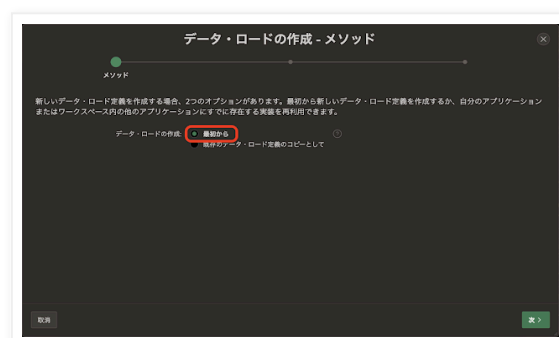 データ・ロードの作成 - メソッド
メソッド
新しいデータ・ロード定義を作成する場合、2つのオプションがあります。最初から新しいデータ・ロード定義を作成するか、自分のアプリケーション
またはワークスペース内の他のアプリケーションにすでに存在する実装を再利用できます。
データ・ロードの作成: 最初から
既存のデータ・ロード定義のコピーとして
取消 次 >